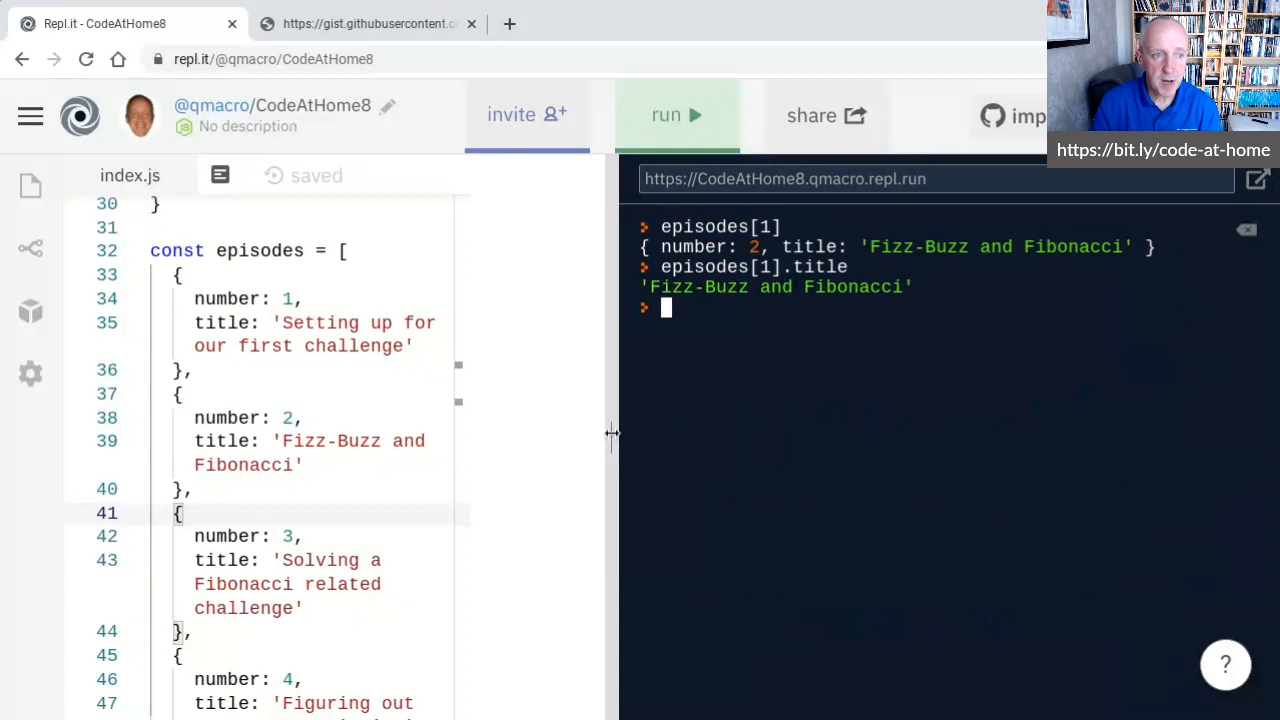 Repl.it - CodeAtHome8
https://gist.githubusercontent.c
repl.it/@qmacro/CodeAtHome8
@qmacro/CodeAtHome8
No description
invite
run
share
imp
https://bit.ly/code-at-home
index.js
saved
https://CodeAtHome8.qmacro.repl.run
30 }
31
32 const episodes = [
33 {
34 number: 1,
35 title: 'Setting up for
our first challenge'
36 },
37 {
38 number: 2,
39 title: 'Fizz-Buzz and
Fibonacci'
40 },
41 {
42 number: 3,
43 title: 'Solving a
Fibonacci related
challenge'
44 },
45 {
46 number: 4,
47 title: 'Figuring out
episodes[1]
{ number: 2, title: 'Fizz-Buzz and Fibonacci' }
episodes[1].title
'Fizz-Buzz and Fibonacci'
?